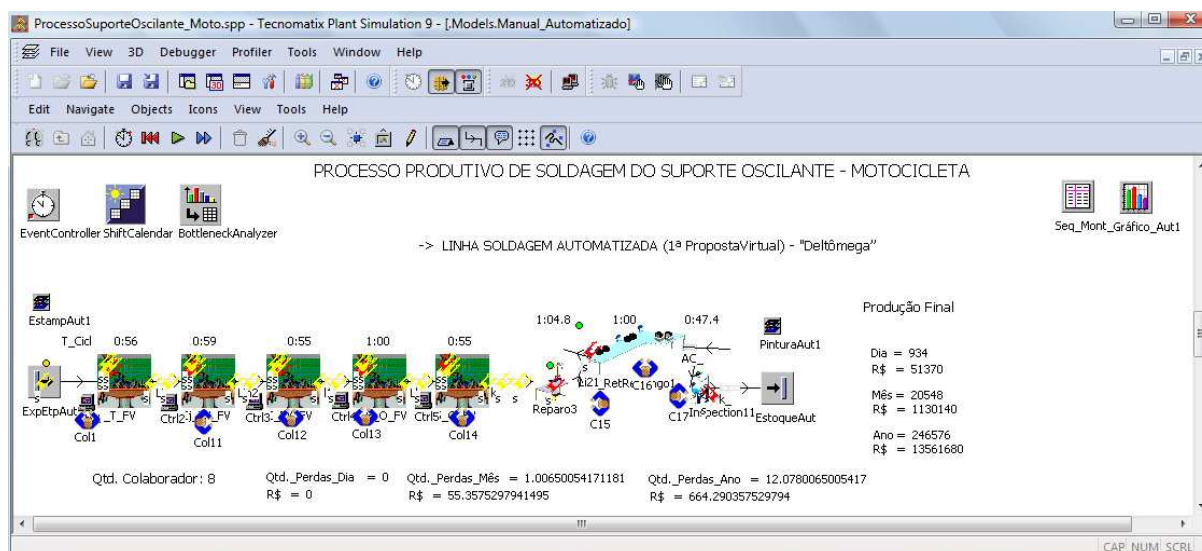 ProcessoSuporteOscilante_Moto.spp - Tecnomatix Plant Simulation 9 - [.Models.Manual_Automatizado]
File View 3D Debugger Profiler Tools Window Help
Edit Navigate Objects Icons View Tools Help
PROCESSO PRODUTIVO DE SOLDAGEM DO SUPORTE OSCILANTE - MOTOCICLETA
EventController ShiftCalendar BottleneckAnalyzer
Seq_Mont_Gráfico_Aut1
-> LINHA SOLDAGEM AUTOMATIZADA (1ª PropostaVirtual) - "Deltômega"
EstampAut1
T_Cicl 0:56 0:59 0:55 1:00 0:55 1:04.8 1:00 0:47.4
PinturaAut1
AC_
ExpEtpAut
Reparo3
Inspection11
EstoqueAut
Col1 Col11 Col12 Col13 Col14 C15 C16 C17
Produção Final
Dia = 934
R$ = 51370
Mês = 20548
R$ = 1130140
Ano = 246576
R$ = 13561680
Qtd. Colaborador: 8
Qtd._Perdas_Dia = 0
R$ = 0
Qtd._Perdas_Mês = 1.00650054171181
R$ = 55.3575297941495
Qtd._Perdas_Ano = 12.0780065005417
R$ = 664.290357529794
CAP NUM SCRL